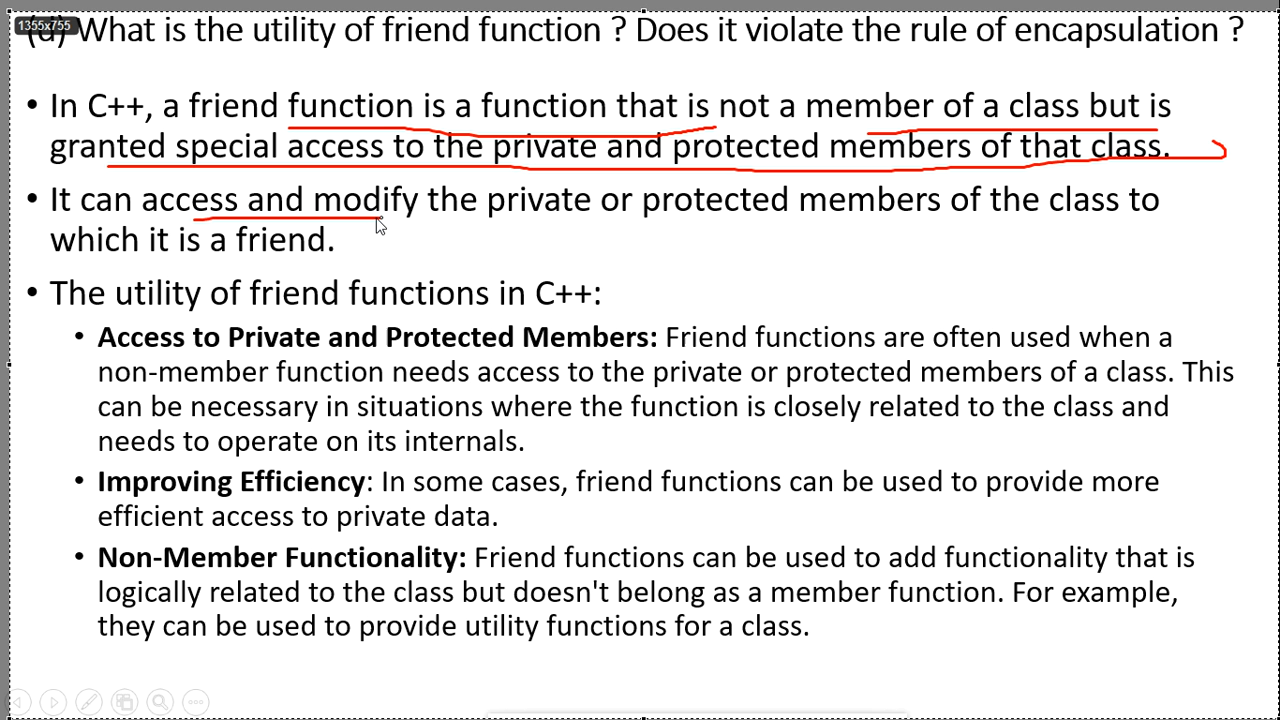 1355x755
(d) What is the utility of friend function ? Does it violate the rule of encapsulation ?
• In C++, a friend function is a function that is not a member of a class but is
granted special access to the private and protected members of that class.
• It can access and modify the private or protected members of the class to
which it is a friend.
• The utility of friend functions in C++:
• Access to Private and Protected Members: Friend functions are often used when a
non-member function needs access to the private or protected members of a class. This
can be necessary in situations where the function is closely related to the class and
needs to operate on its internals.
• Improving Efficiency: In some cases, friend functions can be used to provide more
efficient access to private data.
• Non-Member Functionality: Friend functions can be used to add functionality that is
logically related to the class but doesn't belong as a member function. For example,
they can be used to provide utility functions for a class.